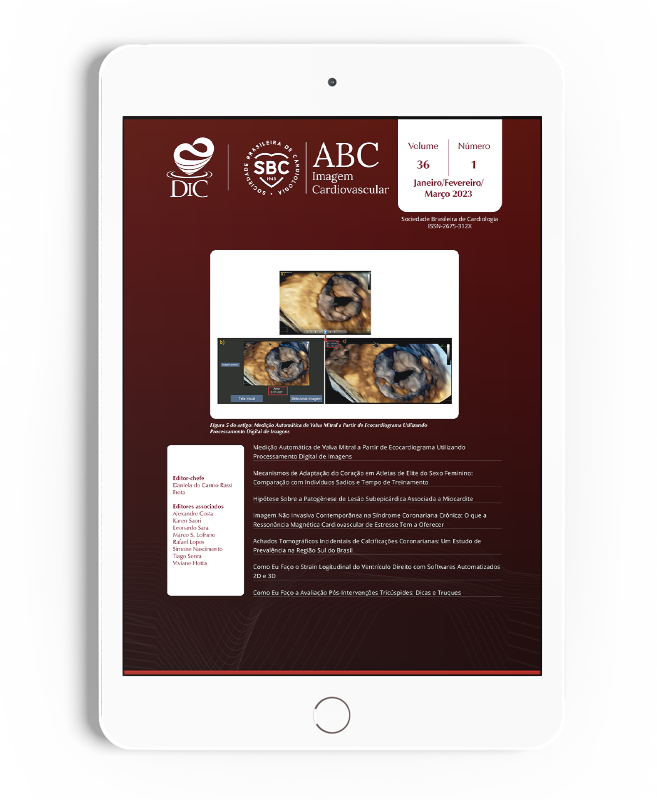 DIC
SOCIEDADE BRASILEIRA DE CARDIOLOGIA
SBC
1943
ABC
Imagem
Cardiovascular
Volume Número
36 1
Janeiro/Fevereiro/
Março 2023
Sociedade Brasileira de Cardiologia
ISSN-2675-312X
b)
Tela inicial
Selecionar imagem
Figura 5 do artigo: Medição Automática de Valva Mitral a Partir de Ecocardiograma Utilizando
Processamento Digital de Imagens
Editor-chefe
Daniela do Carmo Rassi
Frota
Editores associados
Alexandre Costa
Karen Saori
Leonardo Sara
Marco S. Lofrano
Rafael Lopes
Simone Nascimento
Tiago Senra
Viviane Hotta
Medição Automática de Valva Mitral a Partir de Ecocardiograma Utilizando
Processamento Digital de Imagens
Mecanismos de Adaptação do Coração em Atletas de Elite do Sexo Feminino:
Comparação com Indivíduos Sadios e Tempo de Treinamento
Hipótese Sobre a Patogênese de Lesão Subepicárdica Associada a Miocardite
Imagem Não Invasiva Contemporânea na Síndrome Coronariana Crônica: O que a
Ressonância Magnética Cardiovascular de Estresse Tem a Oferecer
Achados Tomográficos Incidentais de Calcificações Coronarianas: Um Estudo de
Prevalência na Região Sul do Brasil
Como Eu Faço o Strain Logitudinal do Ventrículo Direito com Softwares Automatizados
2D e 3D
Como Eu Faço a Avaliação Pós-Intervenções Tricúspides: Dicas e Truques